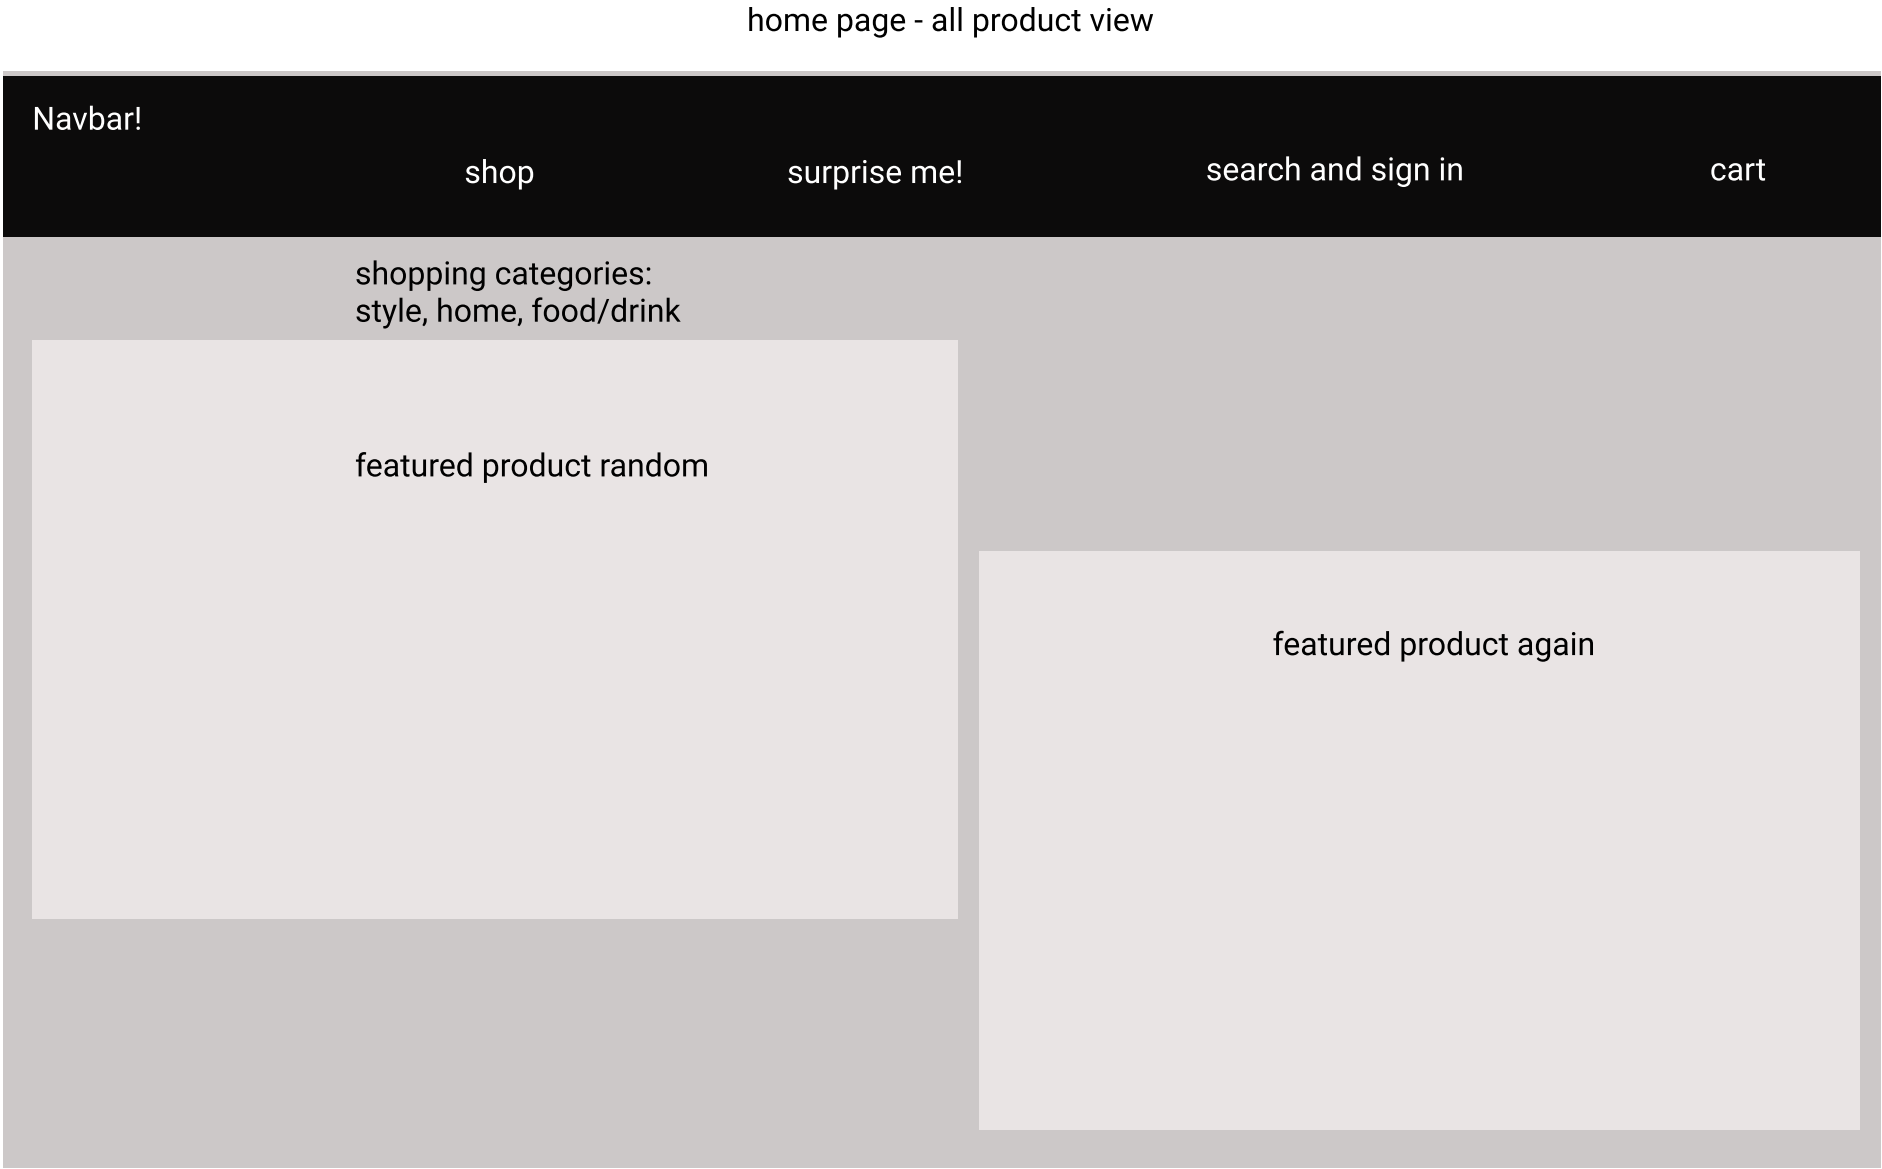 home page - all product view
Navbar!
shop
surprise me!
search and sign in
cart
shopping categories:
style, home, food/drink
featured product random
featured product again